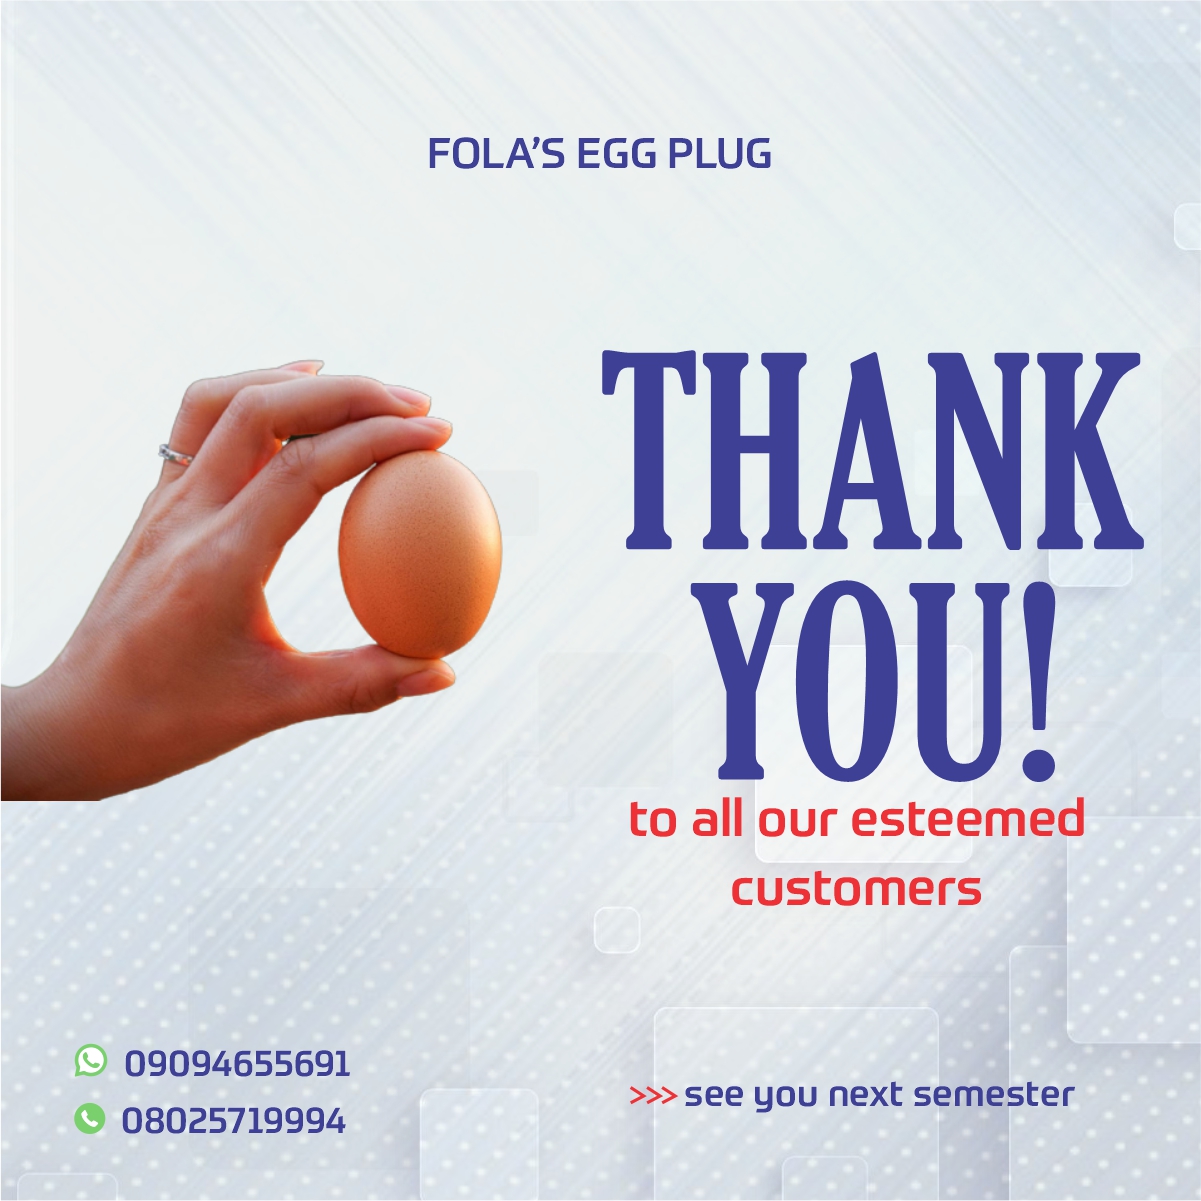 FOLA'S EGG PLUG
THANK
YOU!
to all our esteemed
customers
09094655691
08025719994
>>> see you next semester